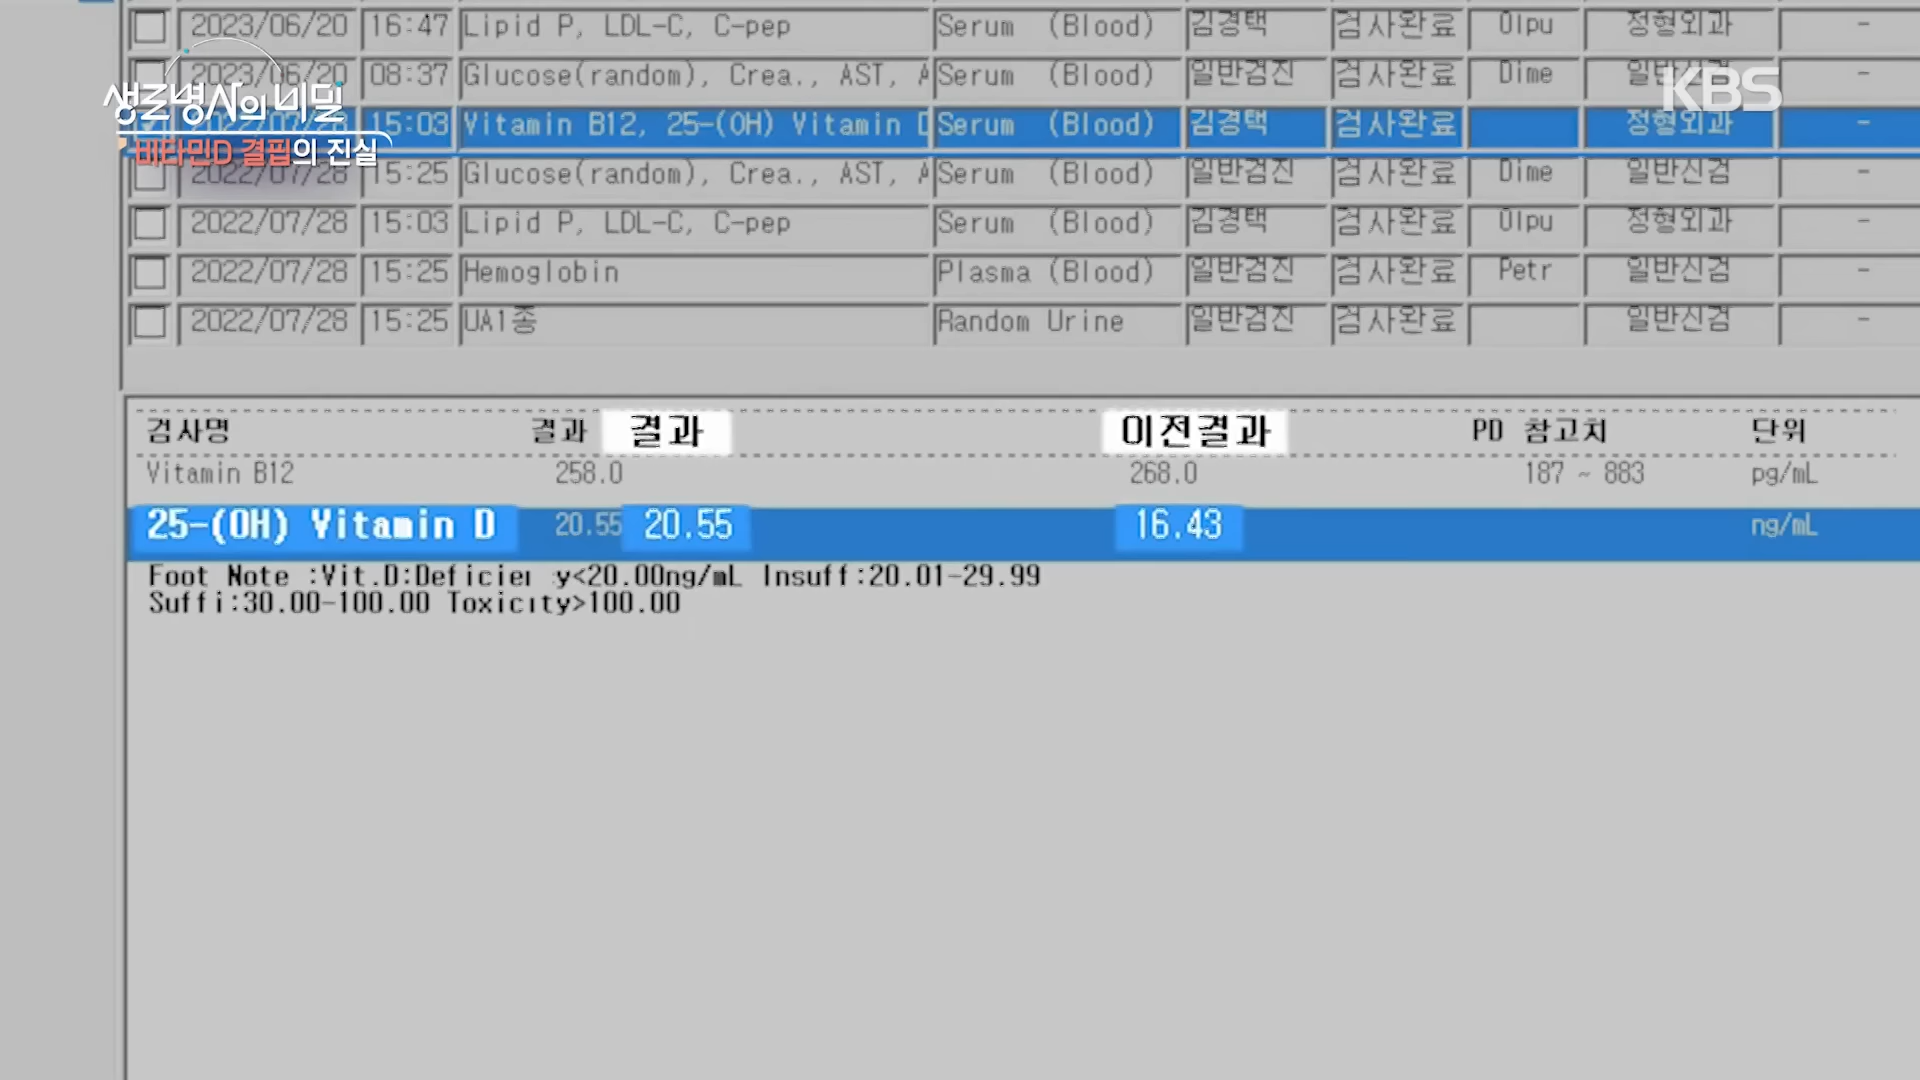 2023/06/20 16:47 Lipid P, LDL-C, C-pep Serum (Blood) 김경택 검사완료 Olpu 정형외과 -
2023/06/20 08:37 Glucose(random), Crea., AST, A Serum (Blood) 일반검진 검사완료 Dime 일반신검 -
KBS
생로병사의 비밀
2022/07/28 15:03 Vitamin B12, 25-(OH) Vitamin D Serum (Blood) 김경택 검사완료 정형외과 -
비타민D 결핍의 진실
2022/07/28 15:25 Glucose(random), Crea., AST, A Serum (Blood) 일반검진 검사완료 Dime 일반신검 -
2022/07/28 15:03 Lipid P, LDL-C, C-pep Serum (Blood) 김경택 검사완료 Olpu 정형외과 -
2022/07/28 15:25 Hemoglobin Plasma (Blood) 일반검진 검사완료 Petr 일반신검 -
2022/07/28 15:25 UA1종 Random Urine 일반검진 검사완료 일반신검 -
검사명 결과 결과 이전결과 PD 참고치 단위
Vitamin B12 258.0 268.0 187 ~ 883 pg/mL
25-(OH) Vitamin D 20.55 20.55 16.43 ng/mL
Foot Note :Vit.D: y<20.00ng/mL Insuff:20.01-29.99
Suffi:30.00-100.00 Toxicity>100.00